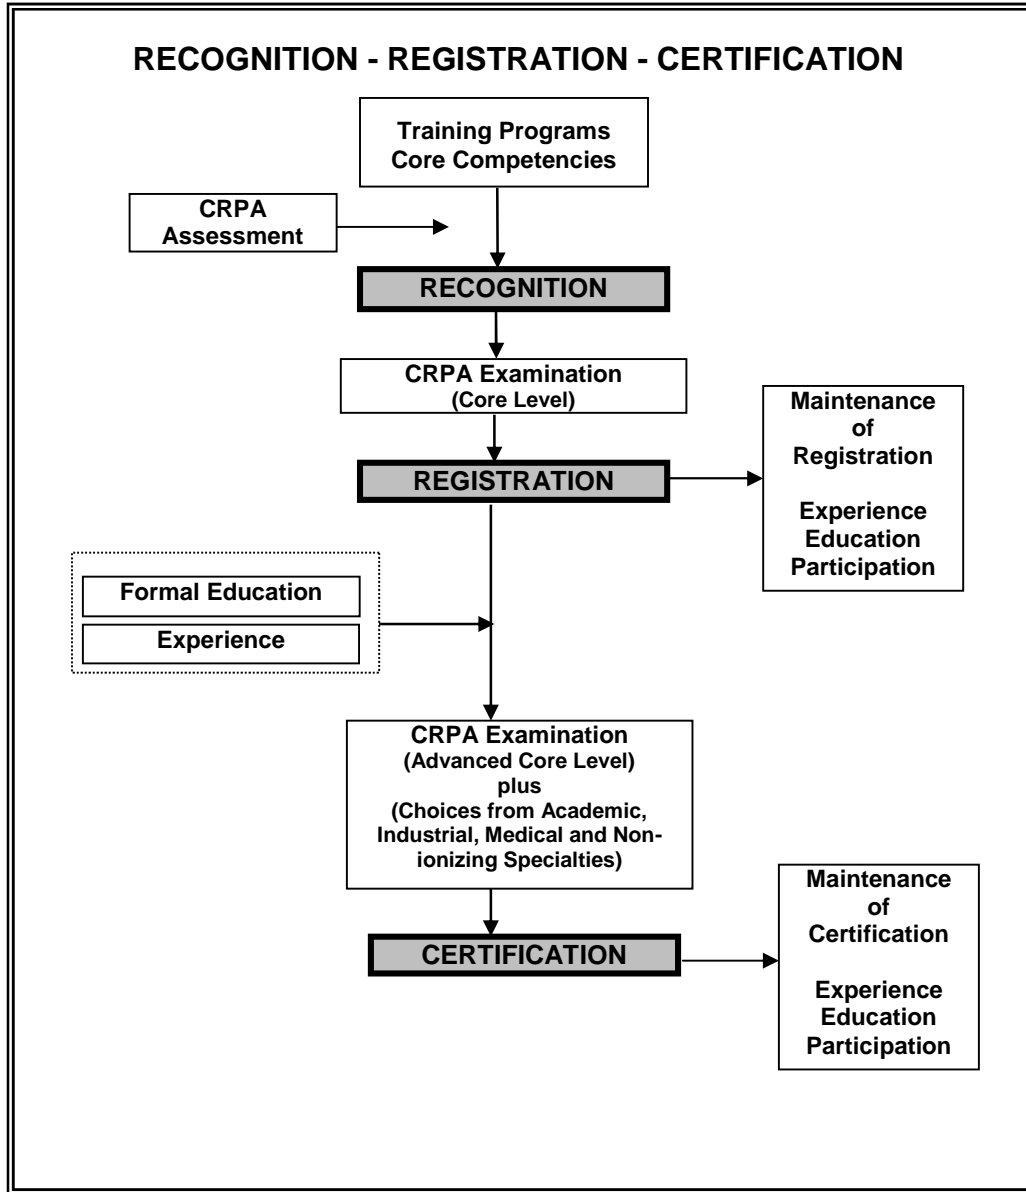 RECOGNITION - REGISTRATION - CERTIFICATION
Training Programs
Core Competencies
CRPA
Assessment
RECOGNITION
CRPA Examination
(Core Level)
REGISTRATION
Maintenance
of
Registration
Experience
Education
Participation
Formal Education
Experience
CRPA Examination
(Advanced Core Level)
plus
(Choices from Academic,
Industrial, Medical and Non-
ionizing Specialties)
CERTIFICATION
Maintenance
of
Certification
Experience
Education
Participation